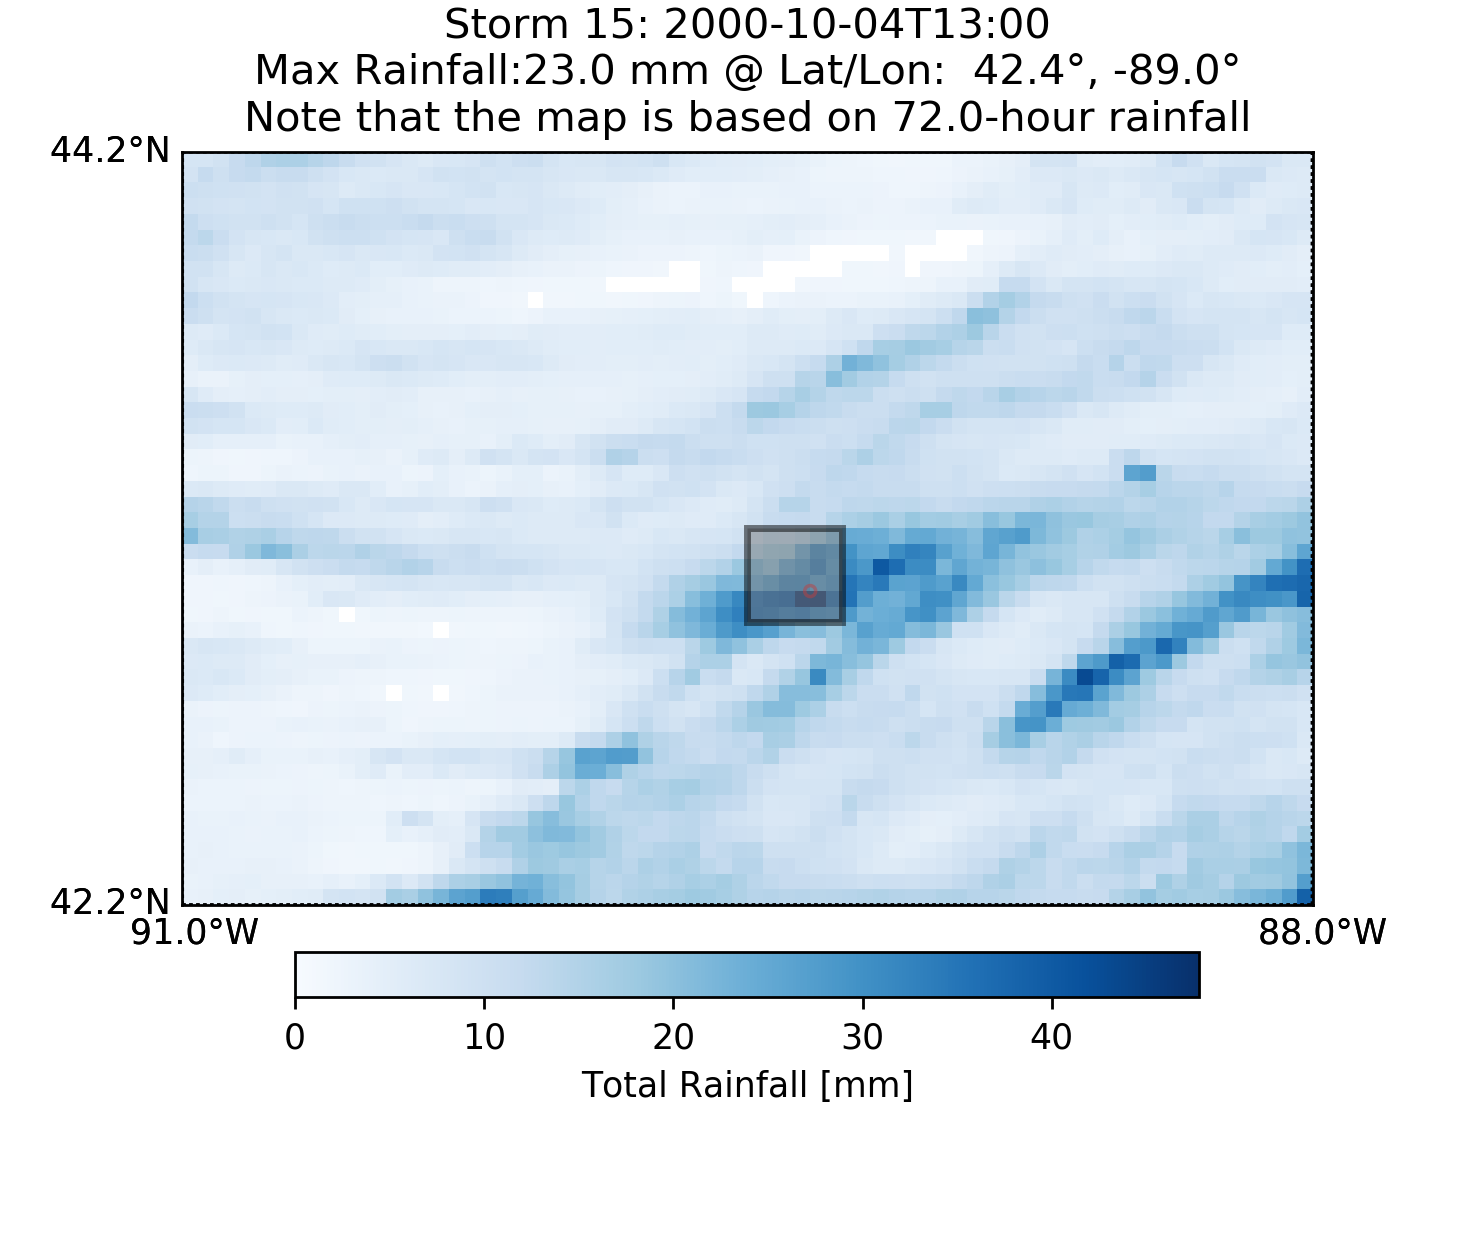 Storm 15: 2000-10-04T13:00
Max Rainfall:23.0 mm @ Lat/Lon:  42.4°, -89.0°
Note that the map is based on 72.0-hour rainfall
44.2°N
42.2°N
91.0°W
88.0°W
0 10 20 30 40
Total Rainfall [mm]